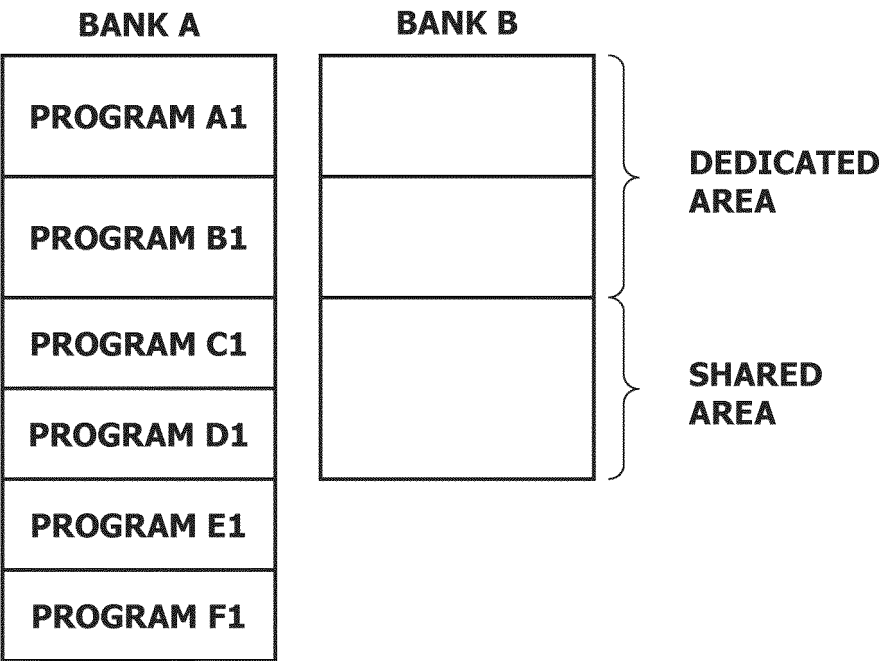 BANK A
BANK B
PROGRAM A1
PROGRAM B1
PROGRAM C1
PROGRAM D1
PROGRAM E1
PROGRAM F1
DEDICATED
AREA
SHARED
AREA